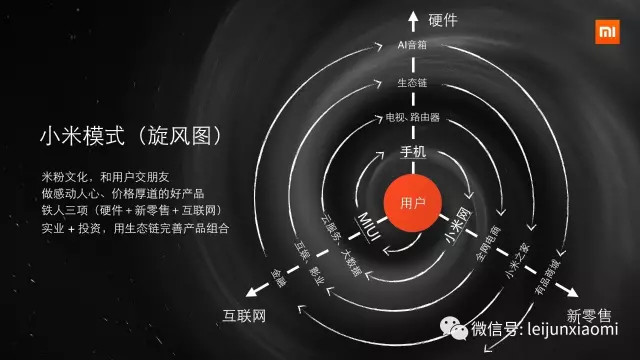 硬件
mi
AI音箱
生态链
电视、路由器
手机
小米模式（旋风图）
米粉文化，和用户交朋友
做感动人心、价格厚道的好产品
铁人三项（硬件+新零售+互联网）
实业 + 投资，用生态链完善产品组合
用户
MIUI
云服务、大数据
互娱、影业
金融
小米网
全网电商
小米之家
有品商城
互联网
新零售
微信号: leijunxiaomi